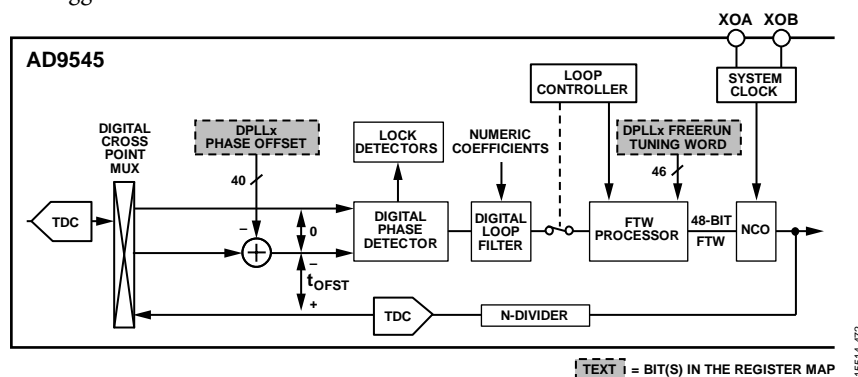 XOA XOB
AD9545
DIGITAL
CROSS
POINT
MUX
DPLLx
PHASE OFFSET
40
LOCK
DETECTORS
NUMERIC
COEFFICIENTS
LOOP
CONTROLLER
DPLLx FREERUN
TUNING WORD
46
SYSTEM
CLOCK
TDC
–
+
0
DIGITAL
PHASE
DETECTOR
DIGITAL
LOOP
FILTER
FTW
PROCESSOR
48-BIT
FTW
NCO
–
tOFST
+
TDC
N-DIVIDER
TEXT = BIT(S) IN THE REGISTER MAP